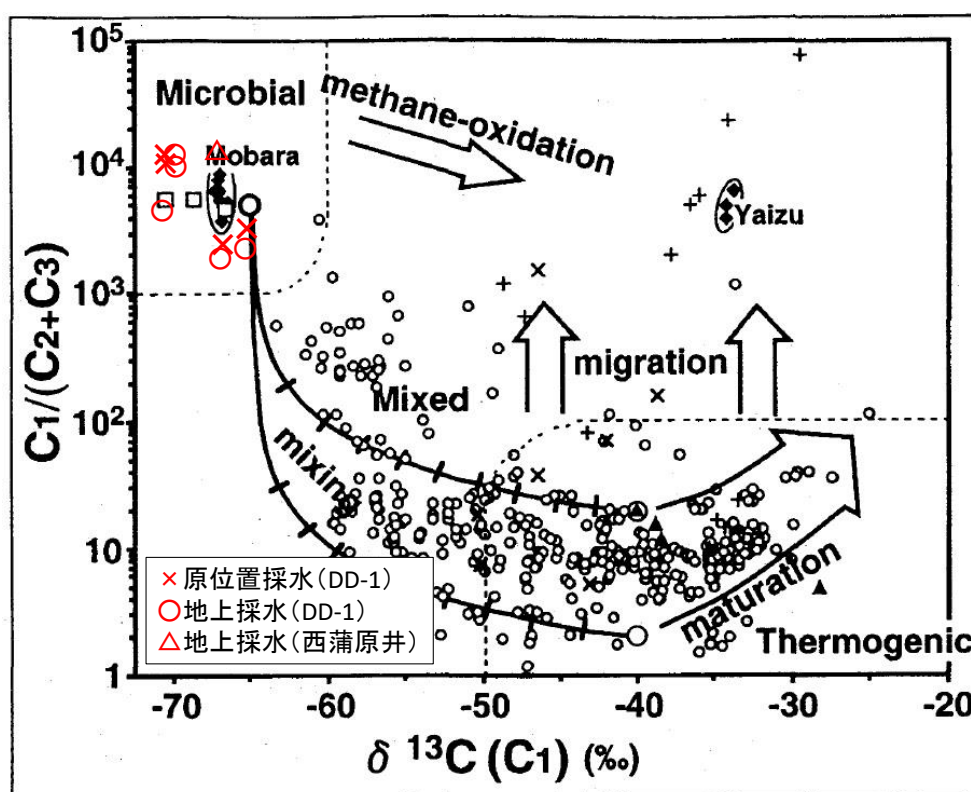 10⁵
10⁴
10³
10²
10
1
C₁/(C₂+C₃)
Microbial
methane-oxidation
Mobara
Yaizu
migration
Mixed
mixing
maturation
Thermogenic
×原位置採水(DD-1)
○地上採水(DD-1)
△地上採水(西蒲原井)
-70
-60
-50
-40
-30
-20
δ ¹³C (C₁) (‰)